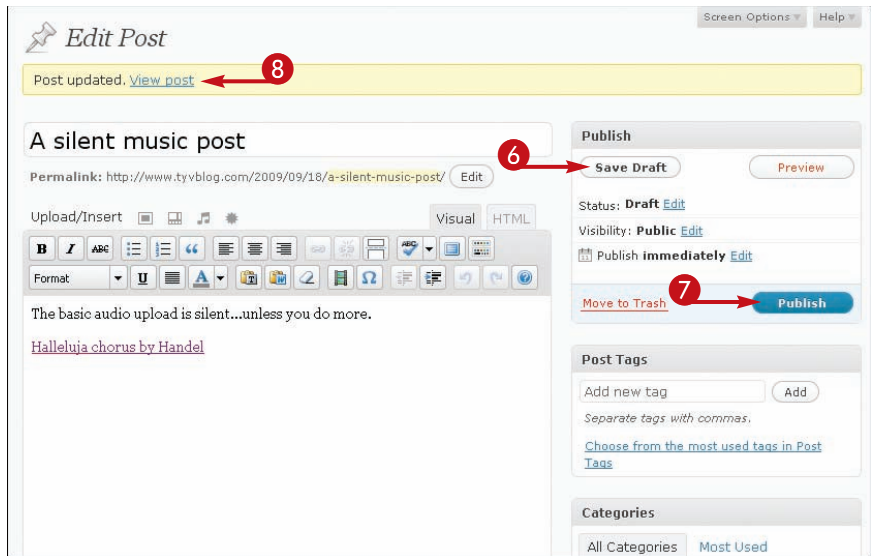 Screen Options Help
Edit Post
8
Post updated. View post
A silent music post
Permalink: http://www.tyvblog.com/2009/09/18/a-silent-music-post/ Edit
Upload/Insert
Visual HTML
B I ABC “ ABC
Format U A T W Ω ?
The basic audio upload is silent...unless you do more.
Halleluja chorus by Handel
Publish
6
Save Draft Preview
Status: Draft Edit
Visibility: Public Edit
Publish immediately Edit
7
Move to Trash Publish
Post Tags
Add new tag Add
Separate tags with commas.
Choose from the most used tags in Post
Tags
Categories
All Categories Most Used